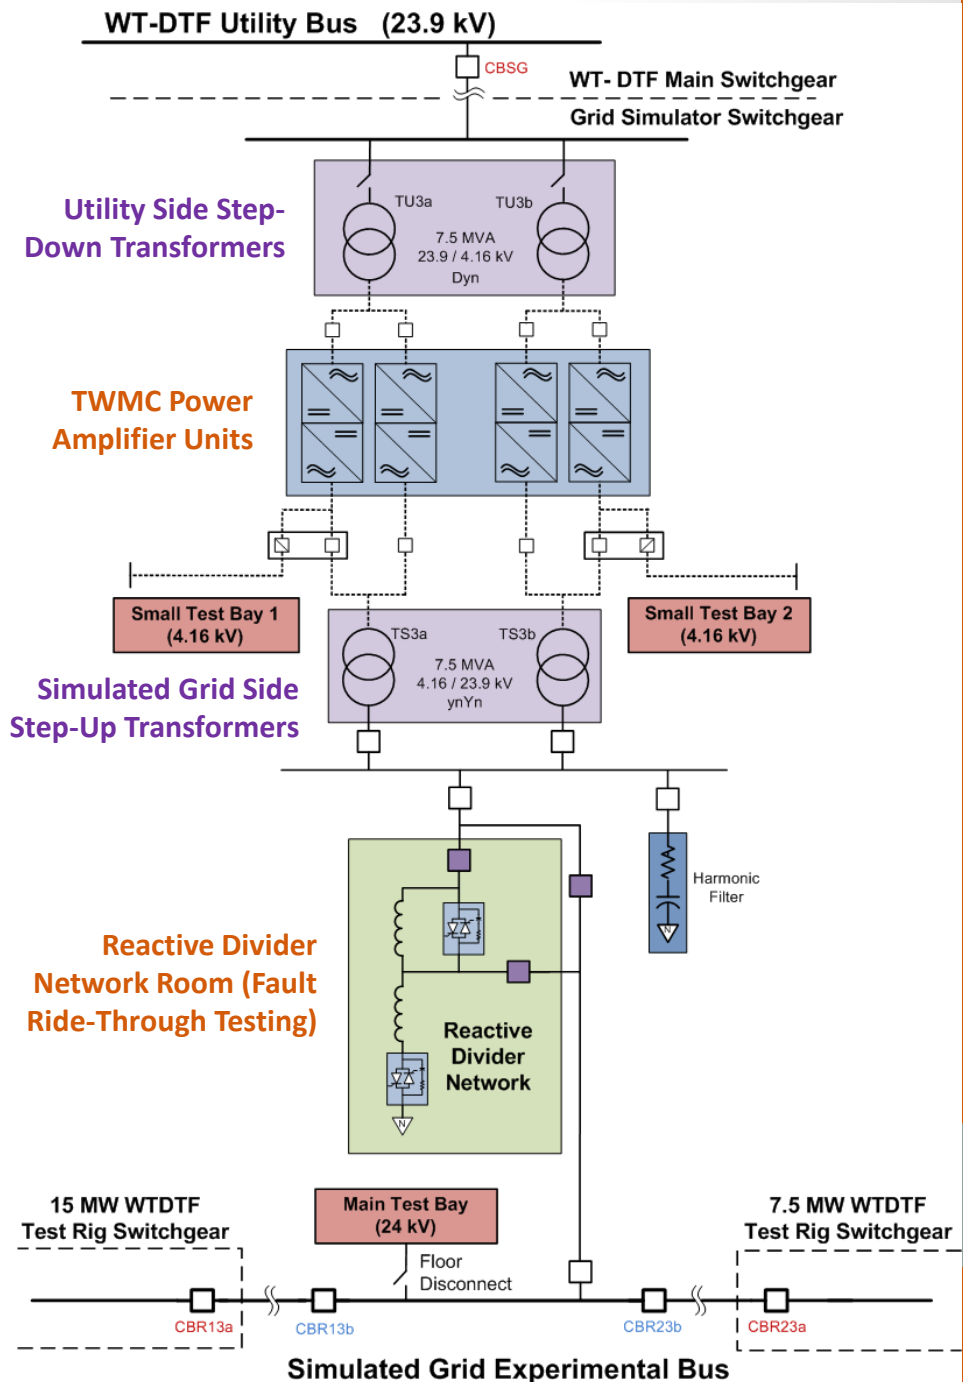 WT-DTF Utility Bus (23.9 kV)
CBSG
WT- DTF Main Switchgear
Grid Simulator Switchgear
Utility Side Step-
Down Transformers
TU3a
TU3b
7.5 MVA
23.9 / 4.16 kV
Dyn
TWMC Power
Amplifier Units
Small Test Bay 1
(4.16 kV)
Small Test Bay 2
(4.16 kV)
TS3a
TS3b
7.5 MVA
4.16 / 23.9 kV
ynYn
Simulated Grid Side
Step-Up Transformers
Harmonic
Filter
N
Reactive Divider
Network Room (Fault
Ride-Through Testing)
Reactive
Divider
Network
N
15 MW WTDTF
Test Rig Switchgear
Main Test Bay
(24 kV)
7.5 MW WTDTF
Test Rig Switchgear
Floor
Disconnect
CBR13a
CBR13b
CBR23b
CBR23a
Simulated Grid Experimental Bus